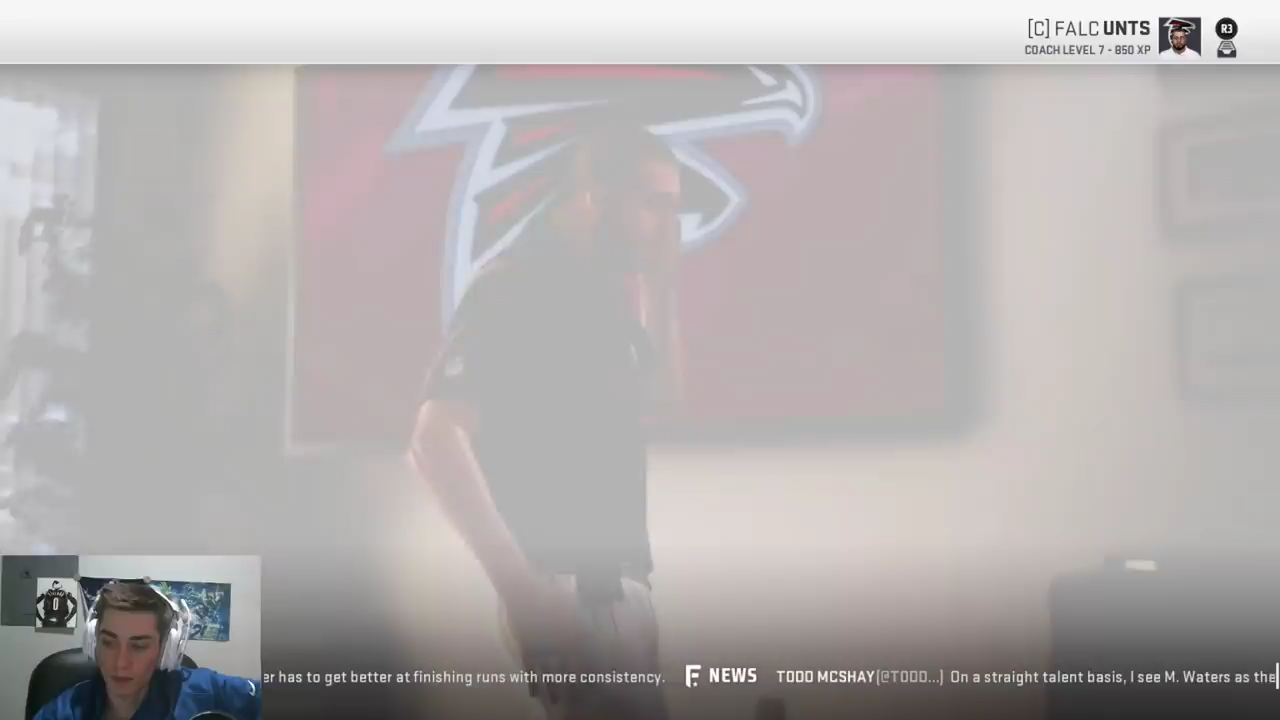 [C] FALC UNTS
COACH LEVEL 7 - 850 XP
R3
0
er has to get better at finishing runs with more consistency. F NEWS TODD MCSHAY[@TODD...] On a straight talent basis, I see M. Waters as the